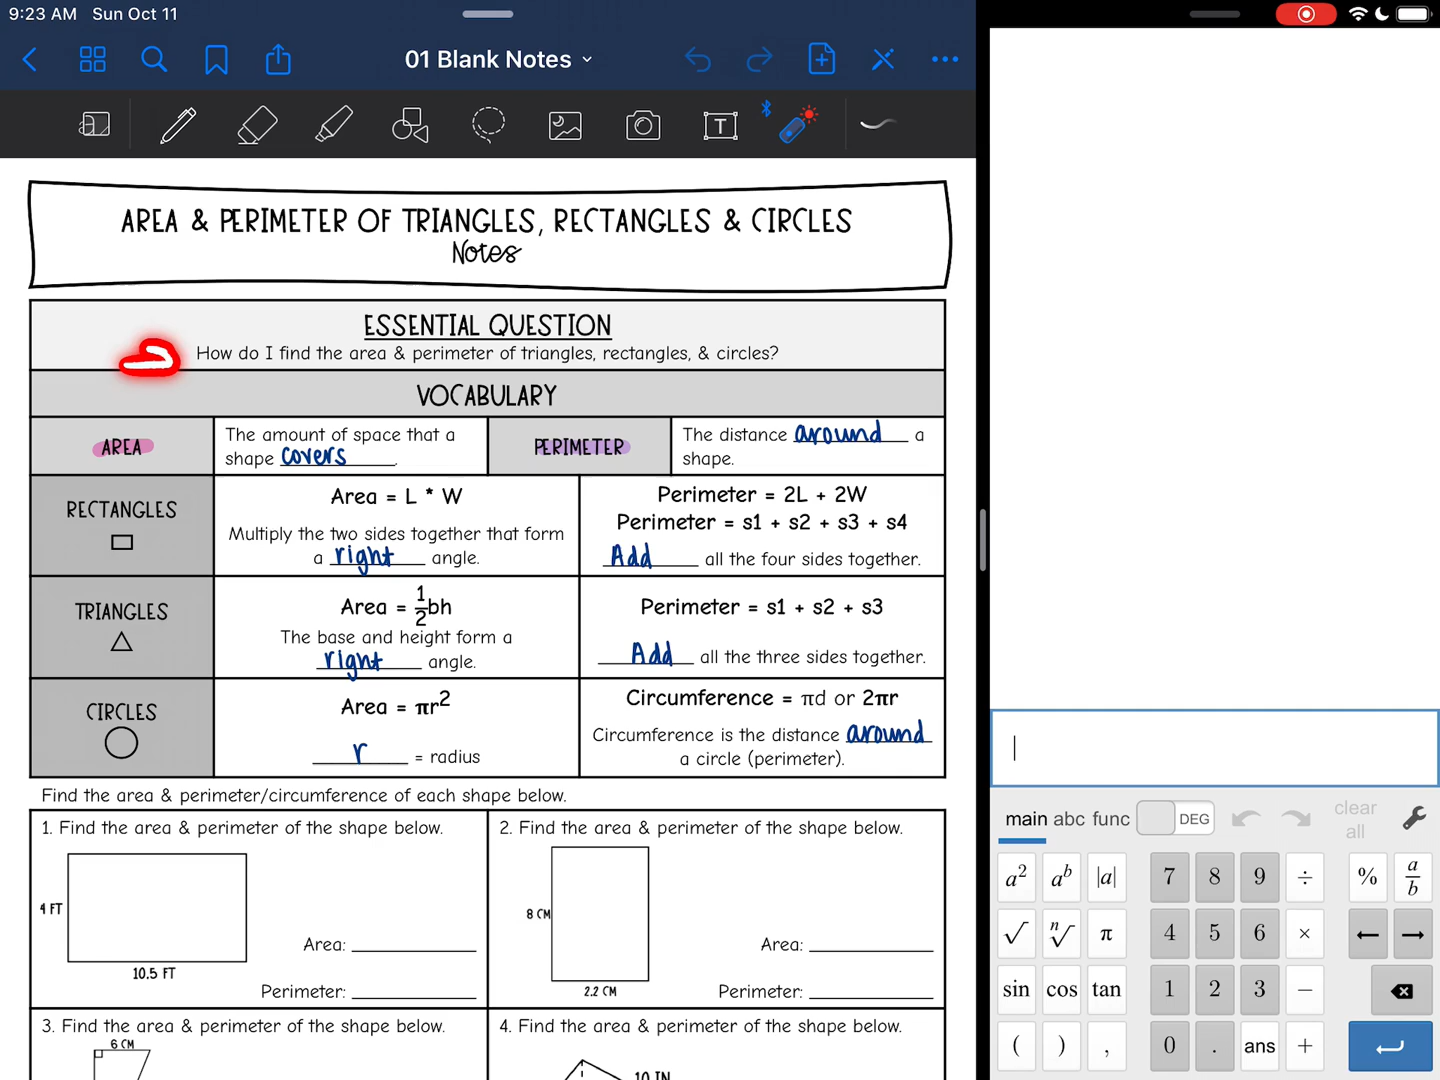 9:23 AM Sun Oct 11
01 Blank Notes
T
AREA & PERIMETER OF TRIANGLES, RECTANGLES & CIRCLES
Notes
ESSENTIAL QUESTION
How do I find the area & perimeter of triangles, rectangles, & circles?
VOCABULARY
AREA
The amount of space that a
shape covers.
PERIMETER
The distance around a
shape.
RECTANGLES
Area = L * W
Multiply the two sides together that form
a right angle.
Perimeter = 2L + 2W
Perimeter = s1 + s2 + s3 + s4
Add all the four sides together.
TRIANGLES
Area = 1/2bh
The base and height form a
right angle.
Perimeter = s1 + s2 + s3
Add all the three sides together.
CIRCLES
Area = πr²
r = radius
Circumference = πd or 2πr
Circumference is the distance around
a circle (perimeter).
Find the area & perimeter/circumference of each shape below.
1. Find the area & perimeter of the shape below.
4 FT
10.5 FT
Area: ________
Perimeter: ________
2. Find the area & perimeter of the shape below.
8 CM
2.2 CM
Area: ________
Perimeter: ________
3. Find the area & perimeter of the shape below.
6 CM
4. Find the area & perimeter of the shape below.
10 IN
main abc func DEG clear all
a² aᵇ |a| 7 8 9 ÷ % a/b
√ ⁿ√ π 4 5 6 × ← →
sin cos tan 1 2 3 −
( ) , 0 . ans +